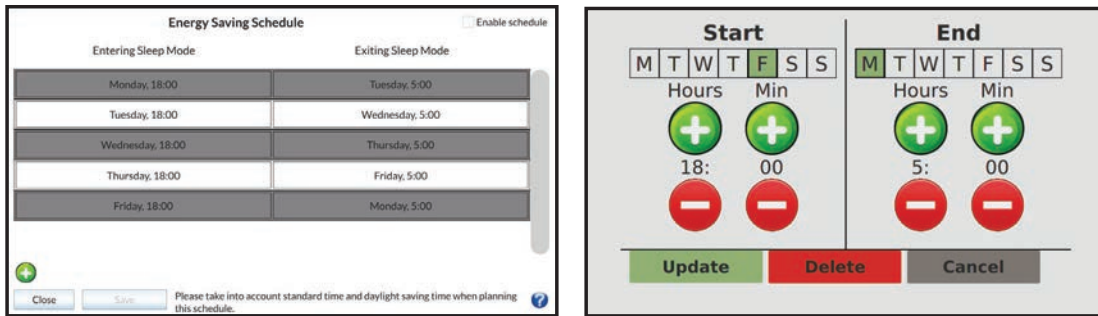 Energy Saving Schedule
Enable schedule
Entering Sleep Mode Exiting Sleep Mode
Monday, 18:00 Tuesday, 5:00
Tuesday, 18:00 Wednesday, 5:00
Wednesday, 18:00 Thursday, 5:00
Thursday, 18:00 Friday, 5:00
Friday, 18:00 Monday, 5:00
Close Save Please take into account standard time and daylight saving time when planning
this schedule.
?
Start End
M T W T F S S M T W T F S S
Hours Min Hours Min
18: 00 5: 00
Update Delete Cancel